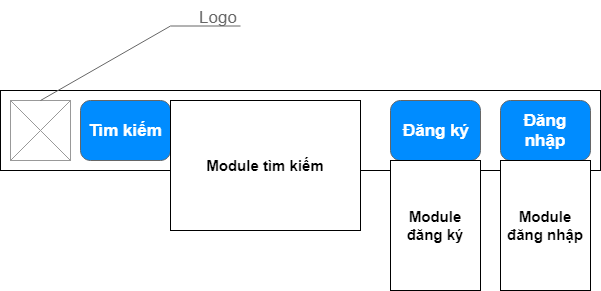 Logo
Tìm kiếm
Module tìm kiếm
Đăng ký
Đăng
nhập
Module
đăng ký
Module
đăng nhập